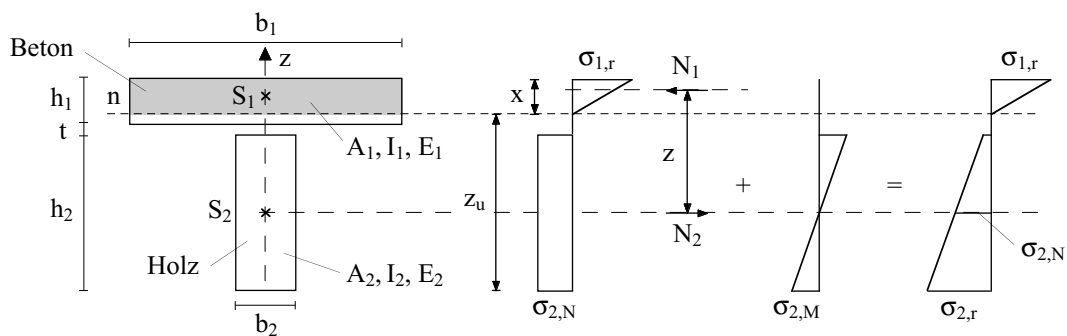 b₁
Beton
z
σ₁,ᵣ
N₁
σ₁,ᵣ
h₁
n
S₁
x
t
A₁, I₁, E₁
z
h₂
S₂
zᵤ
+
=
N₂
σ₂,N
Holz
A₂, I₂, E₂
σ₂,N
σ₂,M
σ₂,ᵣ
b₂